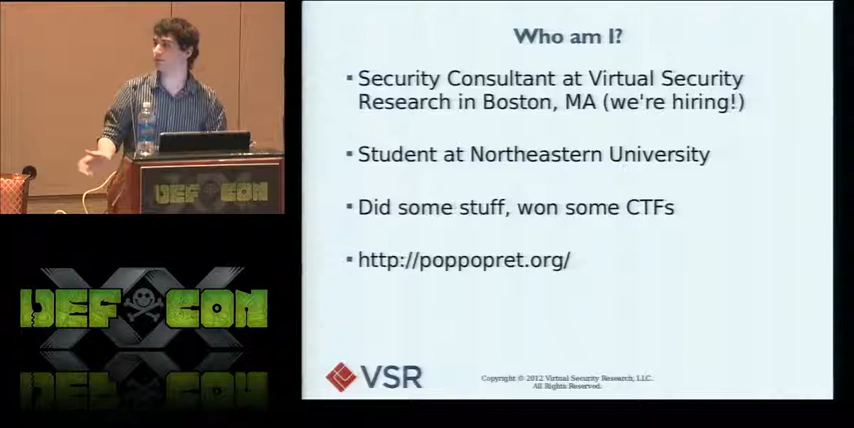 Who am I?
▪ Security Consultant at Virtual Security
Research in Boston, MA (we're hiring!)
▪ Student at Northeastern University
▪ Did some stuff, won some CTFs
▪ http://poppopret.org/
VSR
Copyright © 2012 Virtual Security Research, LLC.
All Rights Reserved.
DEF CON
XX
DEF CON